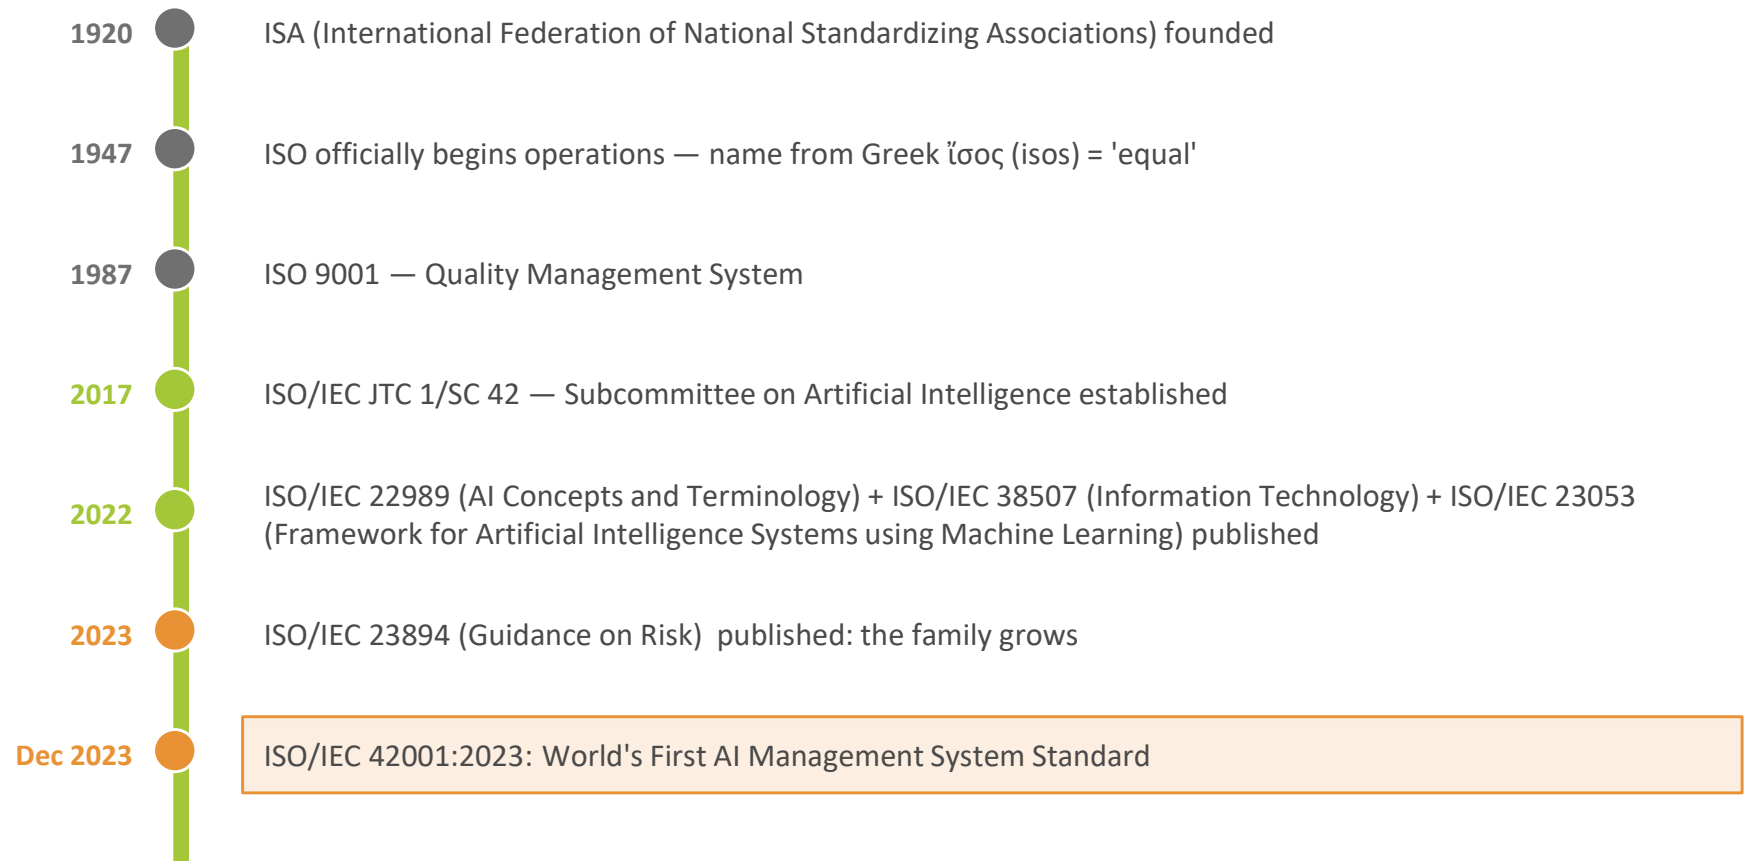 1920
ISA (International Federation of National Standardizing Associations) founded
1947
ISO officially begins operations — name from Greek ἴσος (isos) = 'equal'
1987
ISO 9001 — Quality Management System
2017
ISO/IEC JTC 1/SC 42 — Subcommittee on Artificial Intelligence established
2022
ISO/IEC 22989 (AI Concepts and Terminology) + ISO/IEC 38507 (Information Technology) + ISO/IEC 23053
(Framework for Artificial Intelligence Systems using Machine Learning) published
2023
ISO/IEC 23894 (Guidance on Risk)  published: the family grows
Dec 2023
ISO/IEC 42001:2023: World's First AI Management System Standard